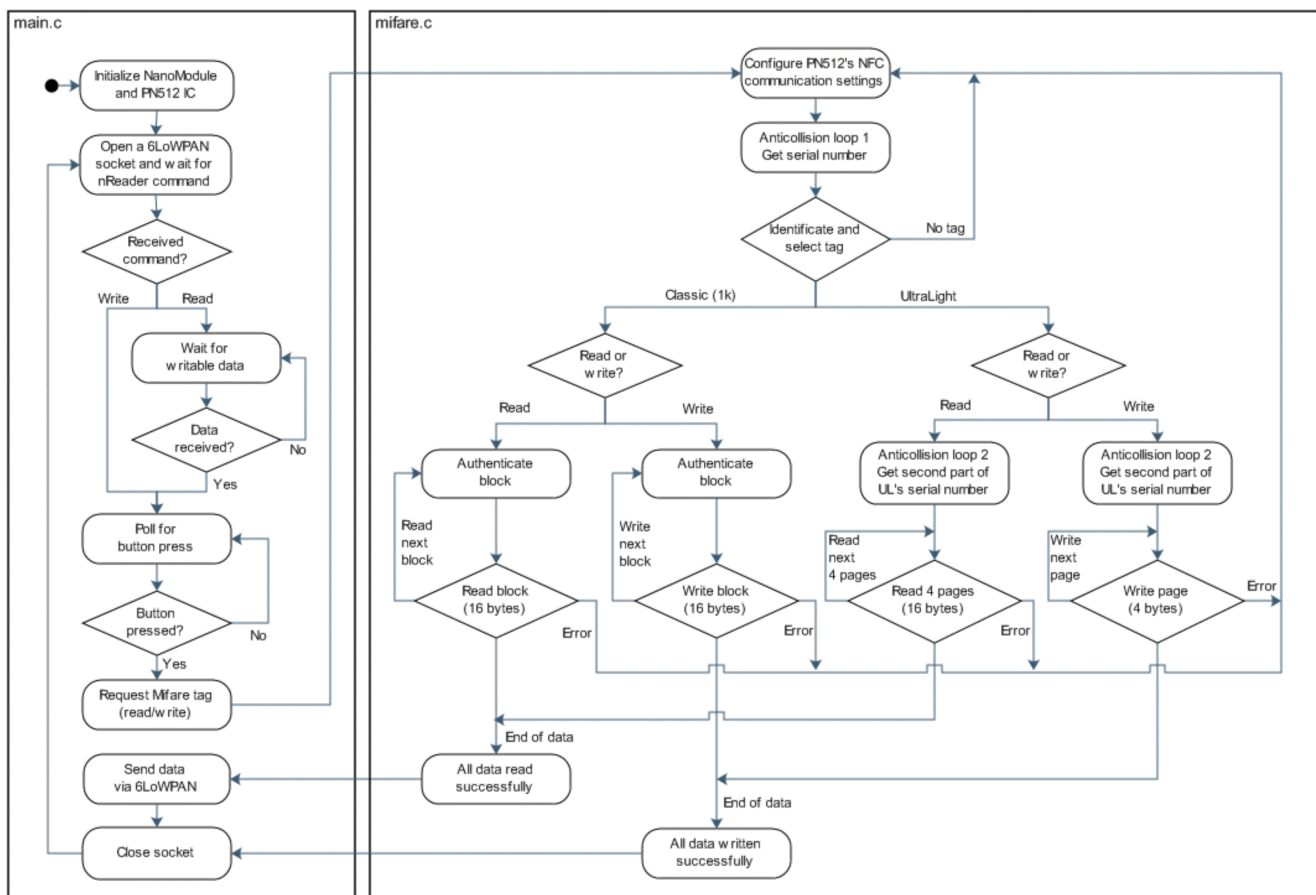 main.c
Initialize NanoModule
and PN512 IC
Open a 6LoWPAN
socket and wait for
nReader command
Received
command?
Write
Read
Wait for
writable data
Data
received?
No
Yes
Poll for
button press
Button
pressed?
No
Yes
Request Mifare tag
(read/write)
Send data
via 6LoWPAN
Close socket
mifare.c
Configure PN512's NFC
communication settings
Anticollision loop 1
Get serial number
Identificate and
select tag
No tag
Classic (1k)
UltraLight
Read or
write?
Read
Write
Authenticate
block
Authenticate
block
Read
next
block
Write
next
block
Read block
(16 bytes)
Error
Write block
(16 bytes)
Error
Read or
write?
Read
Write
Anticollision loop 2
Get second part of
UL's serial number
Anticollision loop 2
Get second part of
UL's serial number
Read
next
4 pages
Write
next
page
Read 4 pages
(16 bytes)
Error
Write page
(4 bytes)
Error
End of data
All data read
successfully
End of data
All data written
successfully